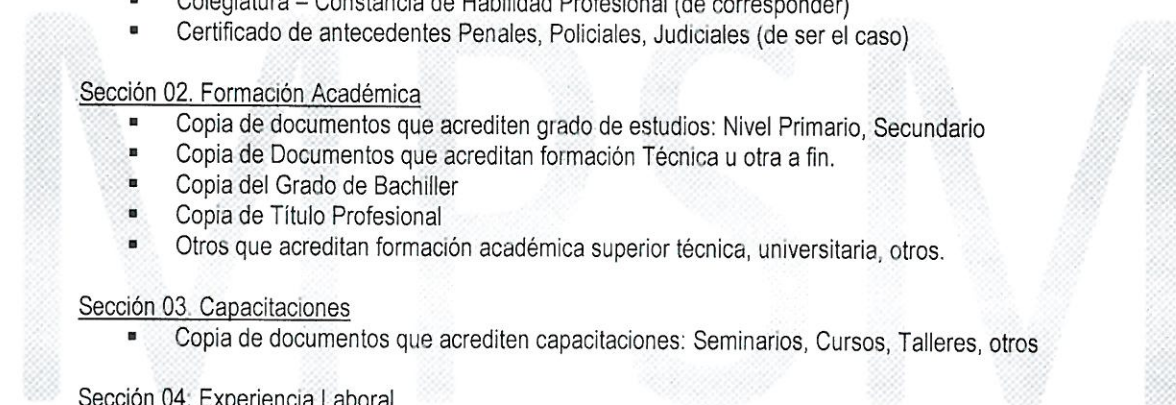 Colegiatura – Constancia de Habilidad Profesional (de corresponder)
Certificado de antecedentes Penales, Policiales, Judiciales (de ser el caso)
Sección 02. Formación Académica
Copia de documentos que acrediten grado de estudios: Nivel Primario, Secundario
Copia de Documentos que acreditan formación Técnica u otra a fin.
Copia del Grado de Bachiller
Copia de Título Profesional
Otros que acreditan formación académica superior técnica, universitaria, otros.
Sección 03. Capacitaciones
Copia de documentos que acrediten capacitaciones: Seminarios, Cursos, Talleres, otros
Sección 04: Experiencia Laboral
MPSM